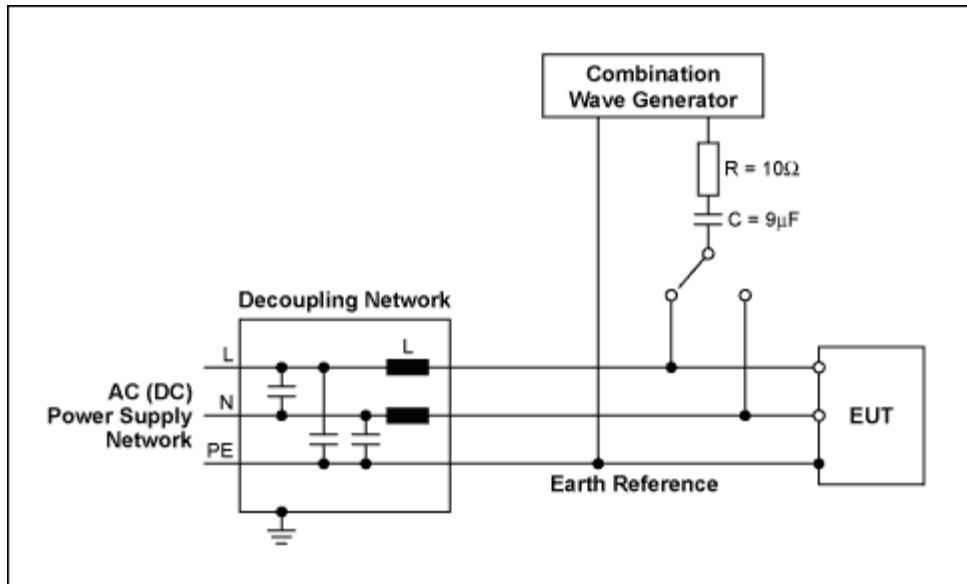 Combination
Wave Generator
R = 10Ω
C = 9μF
Decoupling Network
L
L
AC (DC)
Power Supply
Network
N
PE
EUT
Earth Reference